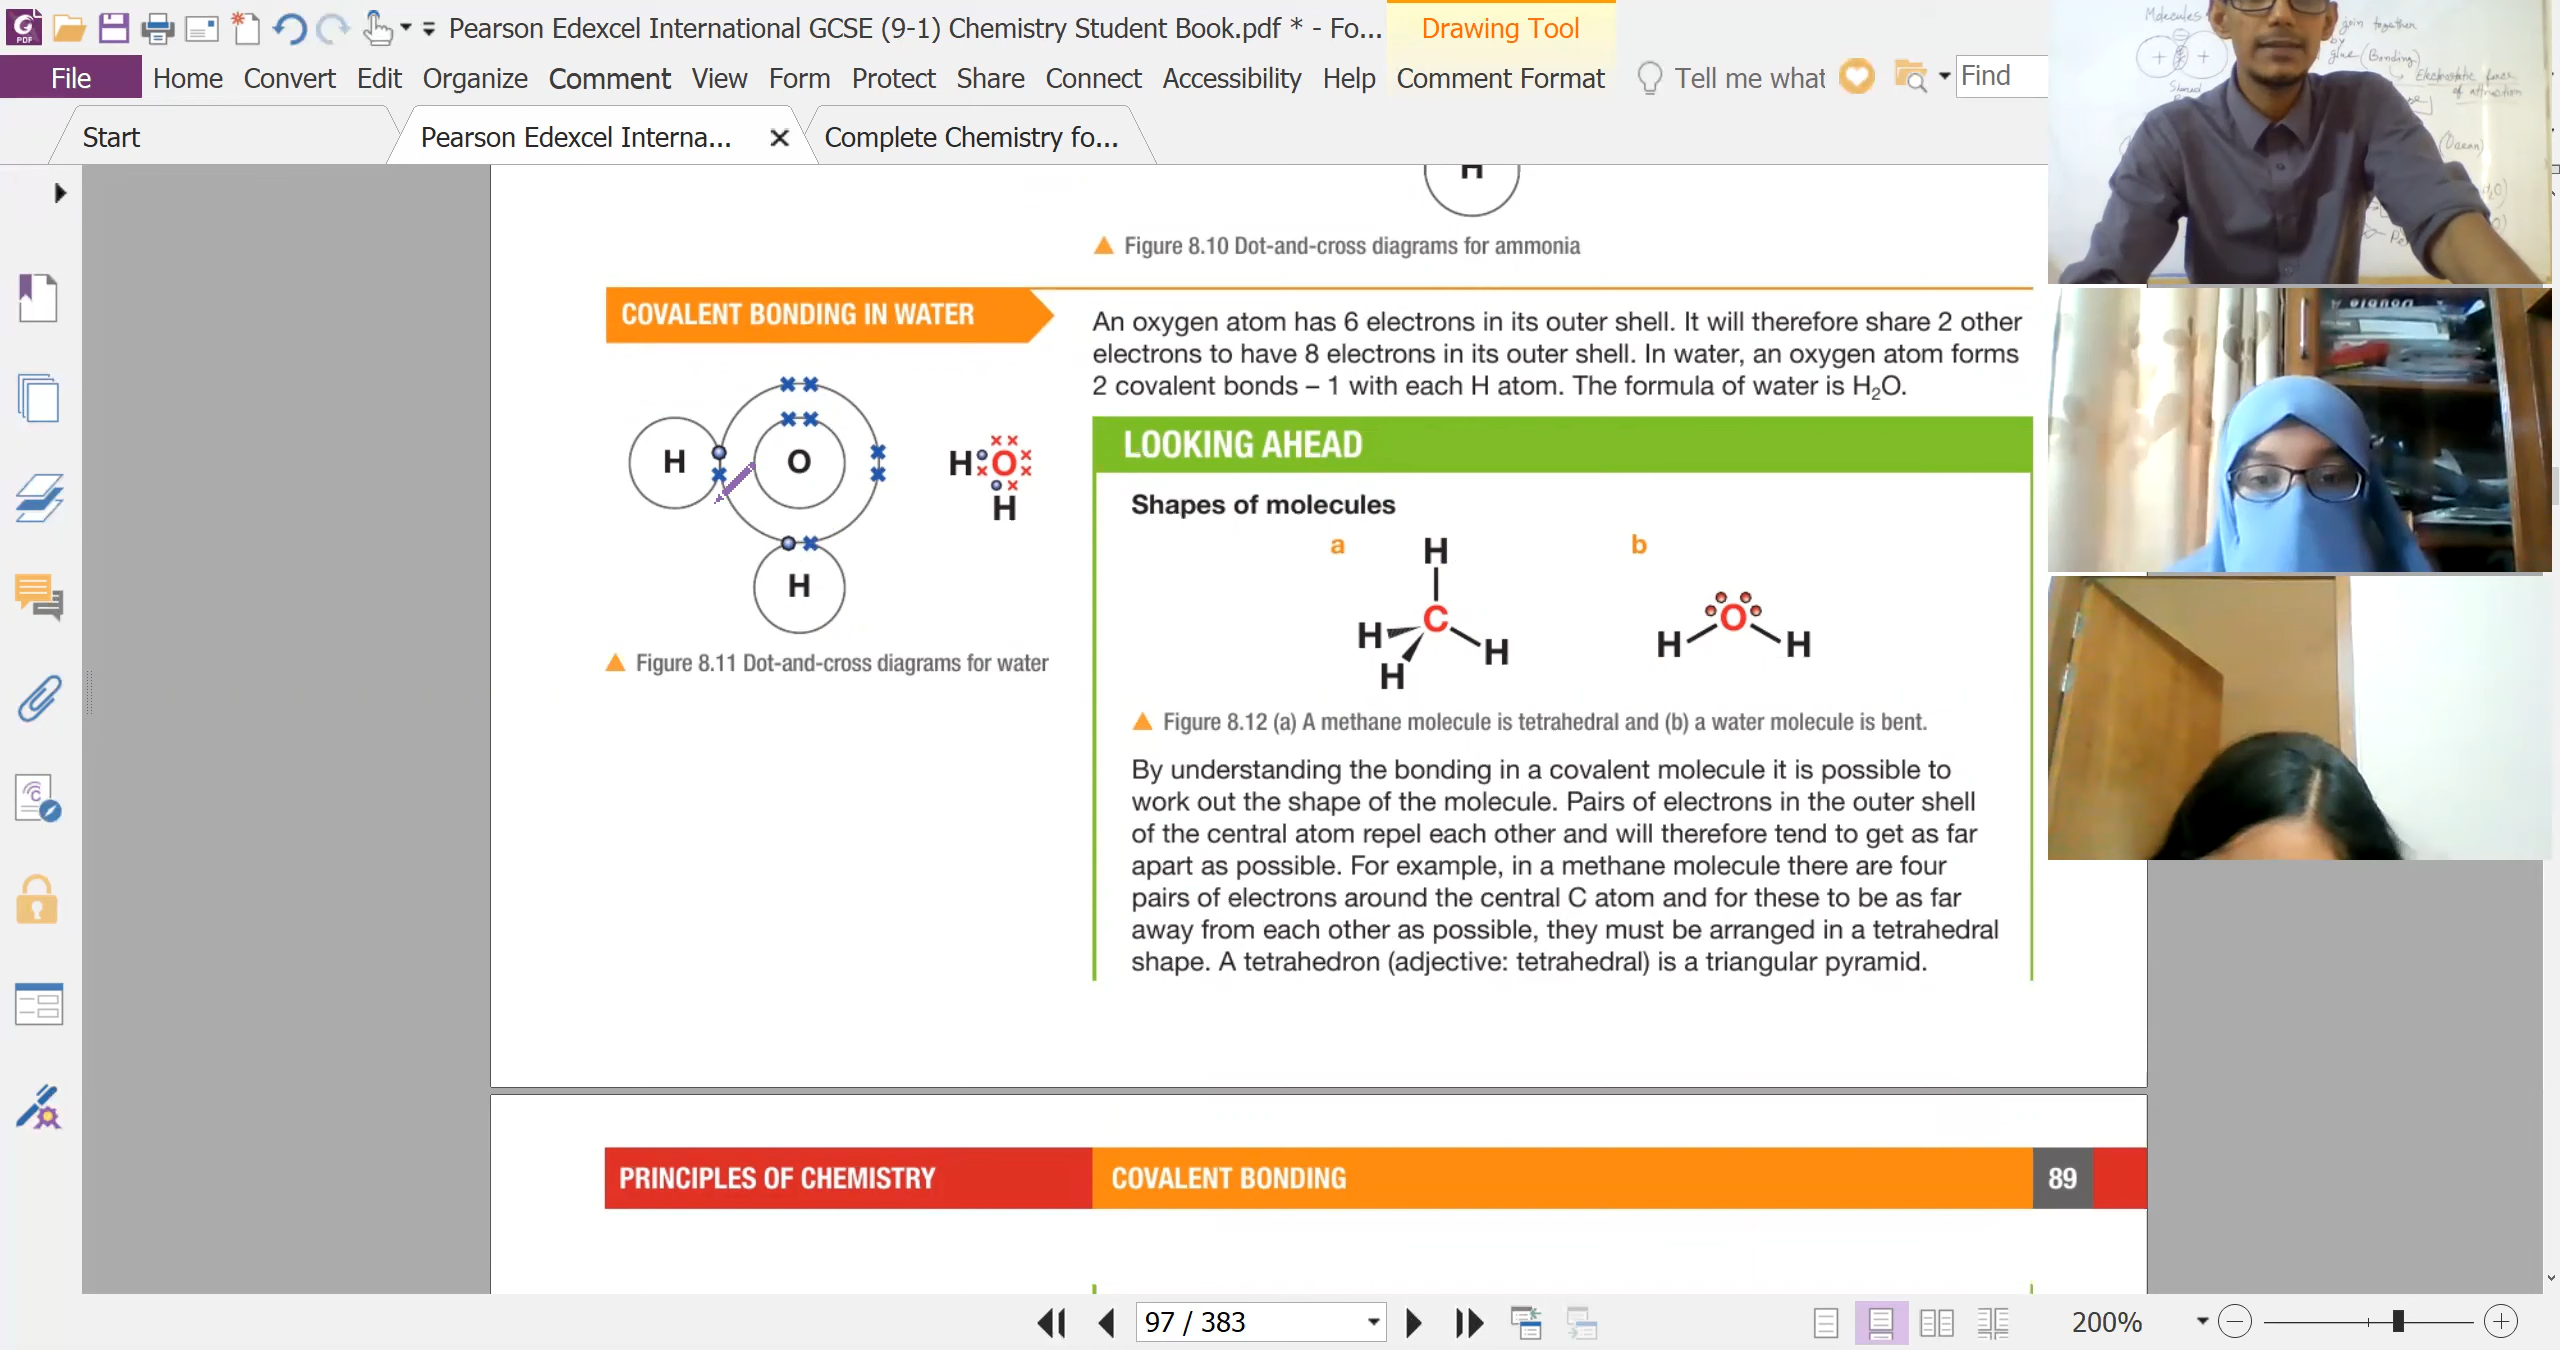 Pearson Edexcel International GCSE (9-1) Chemistry Student Book.pdf * - Fo...
Drawing Tool
File Home Convert Edit Organize Comment View Form Protect Share Connect Accessibility Help Comment Format Tell me what Find
Start
Pearson Edexcel Interna...
Complete Chemistry fo...
H
Figure 8.10 Dot-and-cross diagrams for ammonia
COVALENT BONDING IN WATER
An oxygen atom has 6 electrons in its outer shell. It will therefore share 2 other
electrons to have 8 electrons in its outer shell. In water, an oxygen atom forms
2 covalent bonds – 1 with each H atom. The formula of water is H₂O.
H O
H
H O
H
Figure 8.11 Dot-and-cross diagrams for water
LOOKING AHEAD
Shapes of molecules
a
H
H C H
H
b
O
H H
Figure 8.12 (a) A methane molecule is tetrahedral and (b) a water molecule is bent.
By understanding the bonding in a covalent molecule it is possible to
work out the shape of the molecule. Pairs of electrons in the outer shell
of the central atom repel each other and will therefore tend to get as far
apart as possible. For example, in a methane molecule there are four
pairs of electrons around the central C atom and for these to be as far
away from each other as possible, they must be arranged in a tetrahedral
shape. A tetrahedron (adjective: tetrahedral) is a triangular pyramid.
PRINCIPLES OF CHEMISTRY
COVALENT BONDING
89
97 / 383
200%
Molecules
join together
by
glue (Bonding)
Electrostatic force
of attraction
Shared